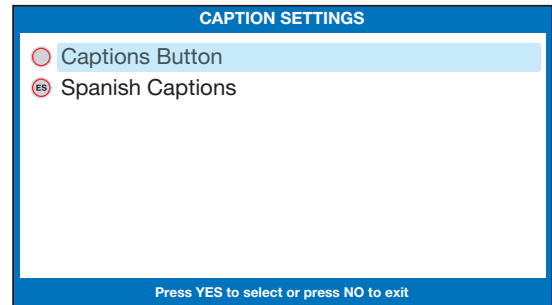 CAPTION SETTINGS
Captions Button
ES Spanish Captions
Press YES to select or press NO to exit